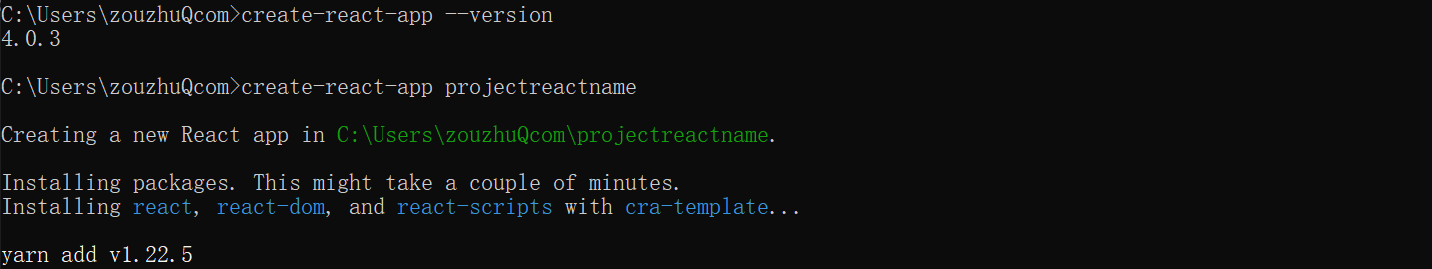 C:\Users\zouzhuQcom>create-react-app --version
4.0.3
C:\Users\zouzhuQcom>create-react-app projectreactname
Creating a new React app in C:\Users\zouzhuQcom\projectreactname.
Installing packages. This might take a couple of minutes.
Installing react, react-dom, and react-scripts with cra-template...
yarn add v1.22.5